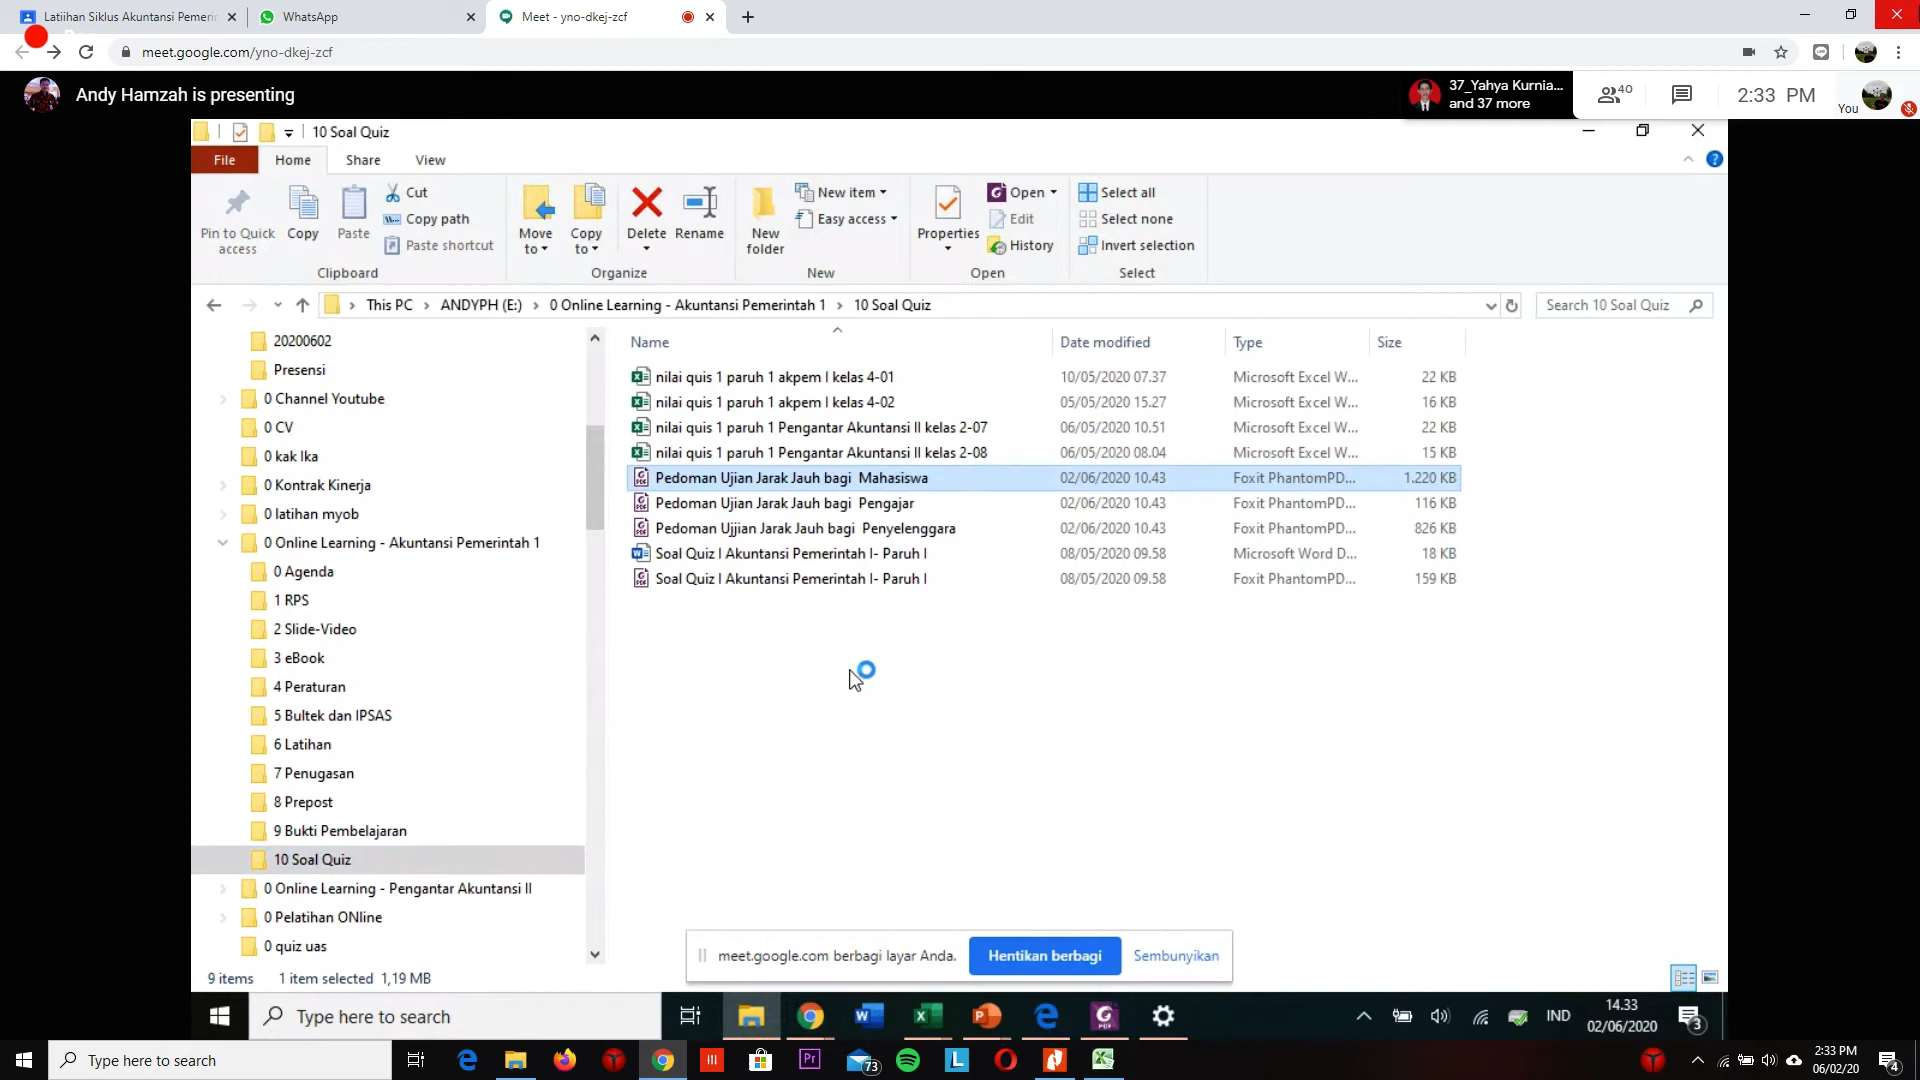 Latiihan Siklus Akuntansi Pemerin
WhatsApp
Meet - yno-dkej-zcf
meet.google.com/yno-dkej-zcf
Andy Hamzah is presenting
37_Yahya Kurnia...
and 37 more
40
2:33 PM
You
10 Soal Quiz
File
Home
Share
View
Pin to Quick
access
Copy
Paste
Cut
Copy path
Paste shortcut
Clipboard
Move
to
Copy
to
Delete
Rename
Organize
New
folder
New item
Easy access
New
Properties
Open
Edit
History
Open
Select all
Select none
Invert selection
Select
This PC
ANDYPH (E:)
0 Online Learning - Akuntansi Pemerintah 1
10 Soal Quiz
Search 10 Soal Quiz
20200602
Presensi
0 Channel Youtube
0 CV
0 kak Ika
0 Kontrak Kinerja
0 latihan myob
0 Online Learning - Akuntansi Pemerintah 1
0 Agenda
1 RPS
2 Slide-Video
3 eBook
4 Peraturan
5 Bultek dan IPSAS
6 Latihan
7 Penugasan
8 Prepost
9 Bukti Pembelajaran
10 Soal Quiz
0 Online Learning - Pengantar Akuntansi II
0 Pelatihan ONline
0 quiz uas
Name Date modified Type Size
nilai quis 1 paruh 1 akpem I kelas 4-01 10/05/2020 07.37 Microsoft Excel W... 22 KB
nilai quis 1 paruh 1 akpem I kelas 4-02 05/05/2020 15.27 Microsoft Excel W... 16 KB
nilai quis 1 paruh 1 Pengantar Akuntansi II kelas 2-07 06/05/2020 10.51 Microsoft Excel W... 22 KB
nilai quis 1 paruh 1 Pengantar Akuntansi II kelas 2-08 06/05/2020 08.04 Microsoft Excel W... 15 KB
Pedoman Ujian Jarak Jauh bagi Mahasiswa 02/06/2020 10.43 Foxit PhantomPD... 1.220 KB
Pedoman Ujian Jarak Jauh bagi Pengajar 02/06/2020 10.43 Foxit PhantomPD... 116 KB
Pedoman Ujjian Jarak Jauh bagi Penyelenggara 02/06/2020 10.43 Foxit PhantomPD... 826 KB
Soal Quiz I Akuntansi Pemerintah I- Paruh I 08/05/2020 09.58 Microsoft Word D... 18 KB
Soal Quiz I Akuntansi Pemerintah I- Paruh I 08/05/2020 09.58 Foxit PhantomPD... 159 KB
meet.google.com berbagi layar Anda.
Hentikan berbagi
Sembunyikan
9 items 1 item selected 1,19 MB
Type here to search
IND
14.33
02/06/2020
3
Type here to search
Pr
73
L
2:33 PM
06/02/20
4